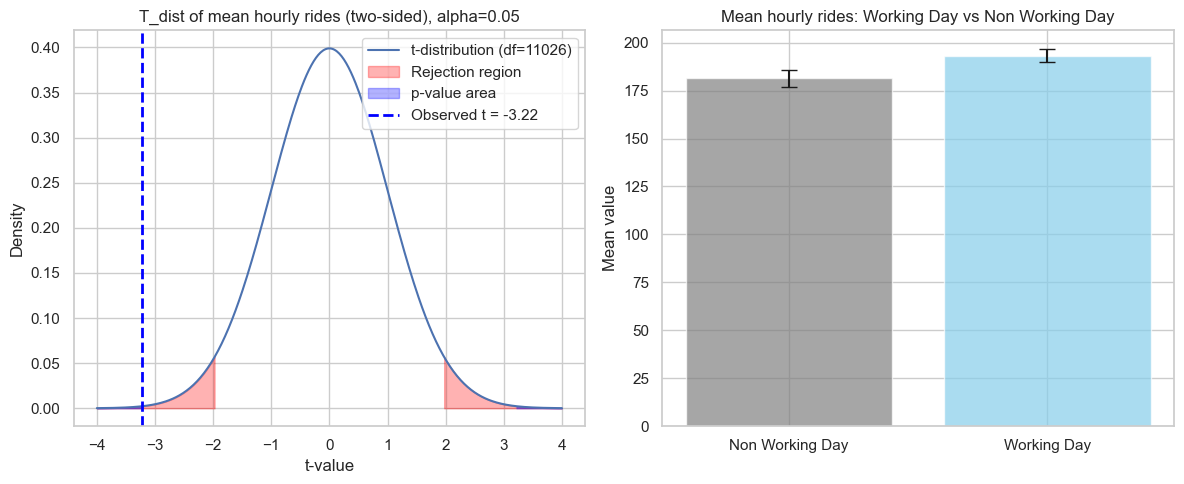 T_dist of mean hourly rides (two-sided), alpha=0.05
0.40
0.35
0.30
0.25
0.20
0.15
0.10
0.05
0.00
Density
t-distribution (df=11026)
Rejection region
p-value area
Observed t = -3.22
−4
−3
−2
−1
0
1
2
3
4
t-value
Mean hourly rides: Working Day vs Non Working Day
200
175
150
125
100
75
50
25
0
Mean value
Non Working Day
Working Day